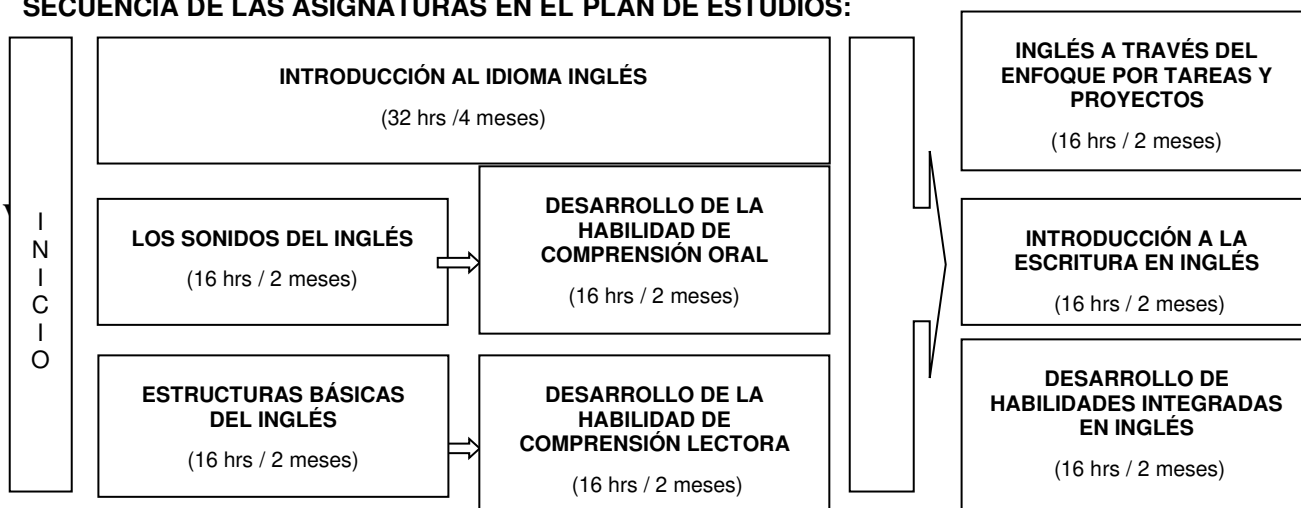 SECUENCIA DE LAS ASIGNATURAS EN EL PLAN DE ESTUDIOS:
I
N
I
C
I
O
INTRODUCCIÓN AL IDIOMA INGLÉS
(32 hrs /4 meses)
LOS SONIDOS DEL INGLÉS
(16 hrs / 2 meses)
DESARROLLO DE LA
HABILIDAD DE
COMPRENSIÓN ORAL
(16 hrs / 2 meses)
ESTRUCTURAS BÁSICAS
DEL INGLÉS
(16 hrs / 2 meses)
DESARROLLO DE LA
HABILIDAD DE
COMPRENSIÓN LECTORA
(16 hrs / 2 meses)
INGLÉS A TRAVÉS DEL
ENFOQUE POR TAREAS Y
PROYECTOS
(16 hrs / 2 meses)
INTRODUCCIÓN A LA
ESCRITURA EN INGLÉS
(16 hrs / 2 meses)
DESARROLLO DE
HABILIDADES INTEGRADAS
EN INGLÉS
(16 hrs / 2 meses)